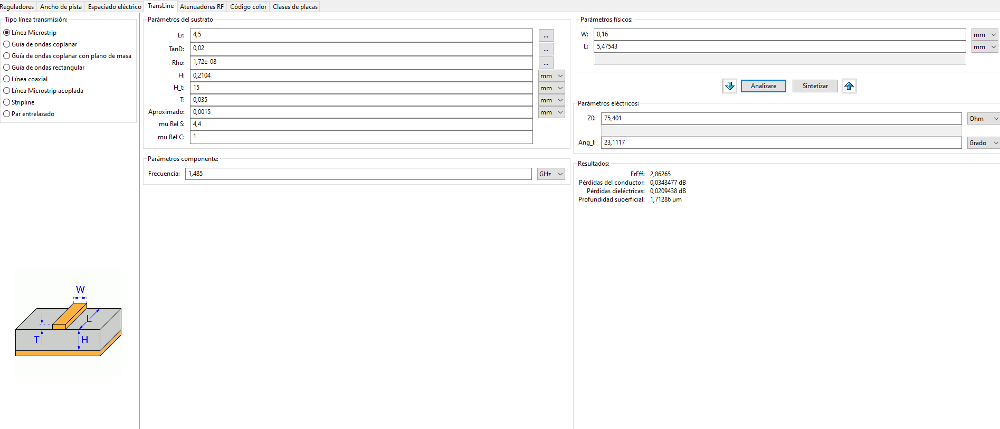 Reguladores Ancho de pista Espaciado eléctrico TransLine Atenuadores RF Código color Clases de placas
Tipo línea transmisión:
Línea Microstrip
Guía de ondas coplanar
Guía de ondas coplanar con plano de masa
Guía de ondas rectangular
Línea coaxial
Línea Microstrip acoplada
Stripline
Par entrelazado
W
L
T
H
Parámetros del sustrato
Er: 4,5 ...
TanD: 0,02 ...
Rho: 1,72e-08 ...
H: 0,2104 mm
H_t: 15 mm
T: 0,035 mm
Aproximado: 0,0015 mm
mu Rel S: 4,4
mu Rel C: 1
Parámetros componente:
Frecuencia: 1,485 GHz
Parámetros físicos:
W: 0,16 mm
L: 5,47543 mm
Analizare Sintetizar
Parámetros eléctricos:
Z0: 75,401 Ohm
Ang_l: 23,1117 Grado
Resultados:
ErEff: 2,86265
Pérdidas del conductor: 0,0343477 dB
Pérdidas dieléctricas: 0,0209438 dB
Profundidad suoerficial: 1,71286 µm